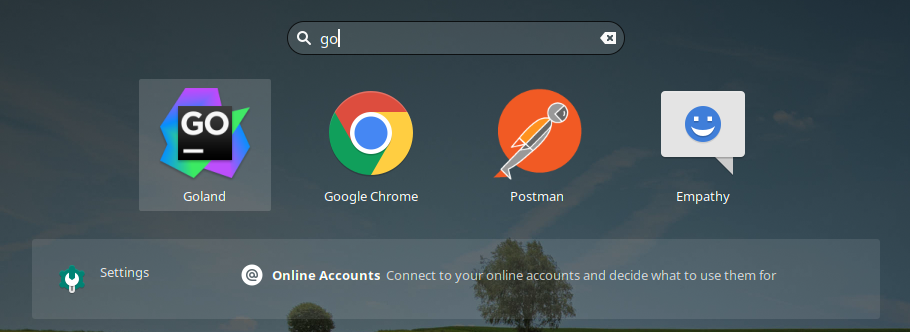 go
GO
Goland
Google Chrome
Postman
Empathy
Settings
Online Accounts Connect to your online accounts and decide what to use them for